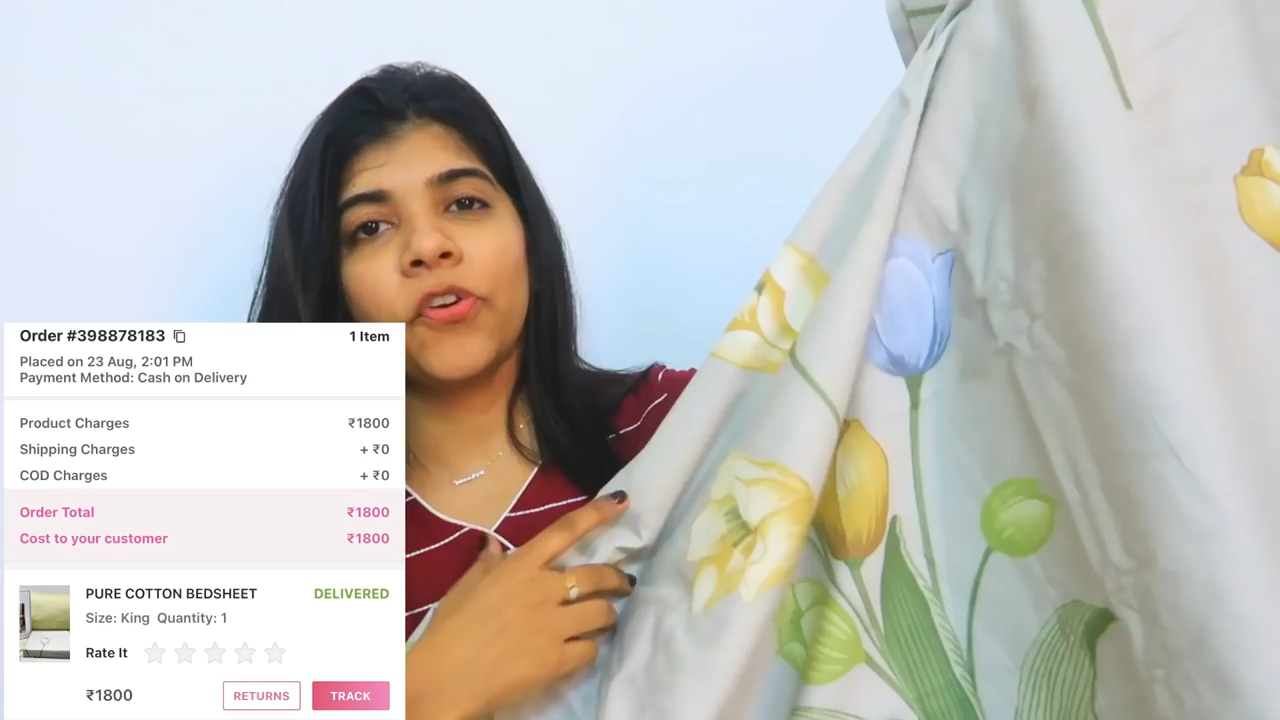 Order #398878183 1 Item
Placed on 23 Aug, 2:01 PM
Payment Method: Cash on Delivery
Product Charges ₹1800
Shipping Charges + ₹0
COD Charges + ₹0
Order Total ₹1800
Cost to your customer ₹1800
PURE COTTON BEDSHEET DELIVERED
Size: King Quantity: 1
Rate It
₹1800 RETURNS TRACK